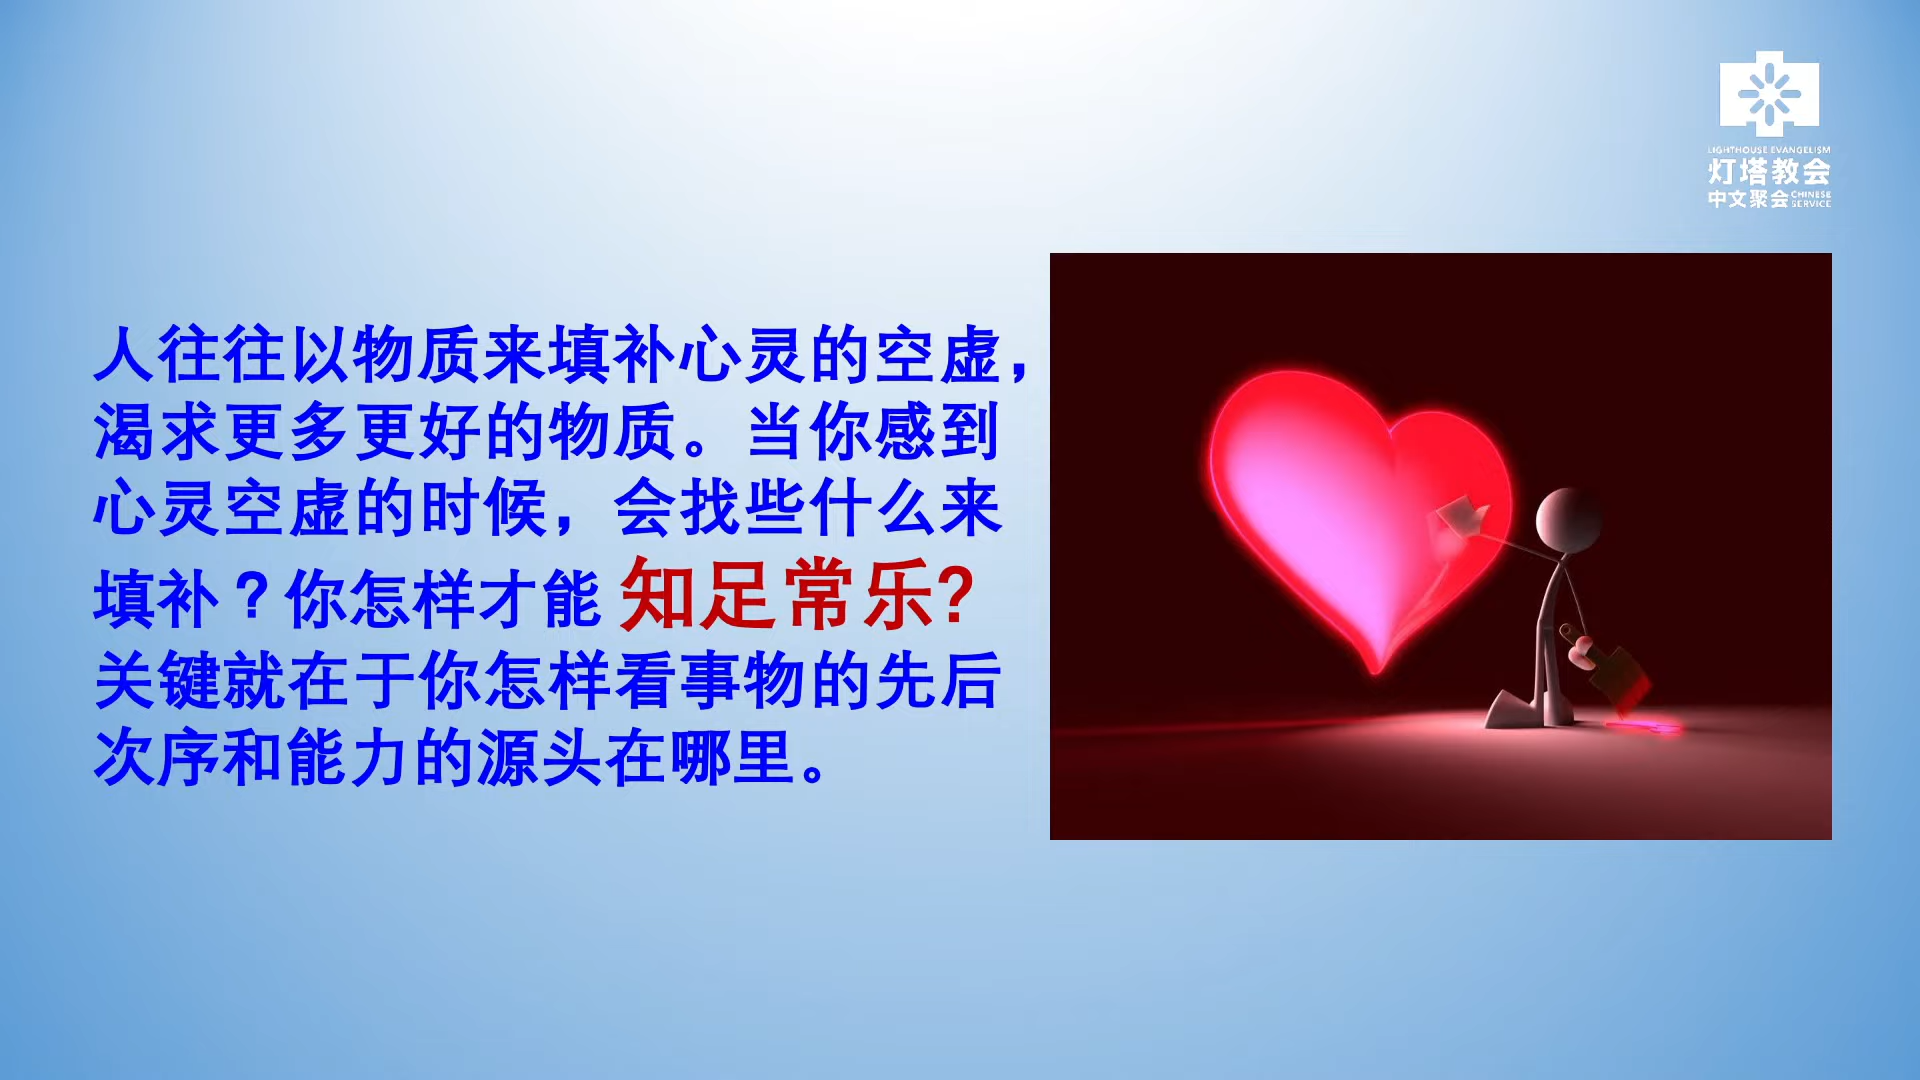 LIGHTHOUSE EVANGELISM
灯塔教会
中文聚会 CHINESE SERVICE
人往往以物质来填补心灵的空虚，
渴求更多更好的物质。当你感到
心灵空虚的时候，会找些什么来
填补？你怎样才能 知足常乐?
关键就在于你怎样看事物的先后
次序和能力的源头在哪里。